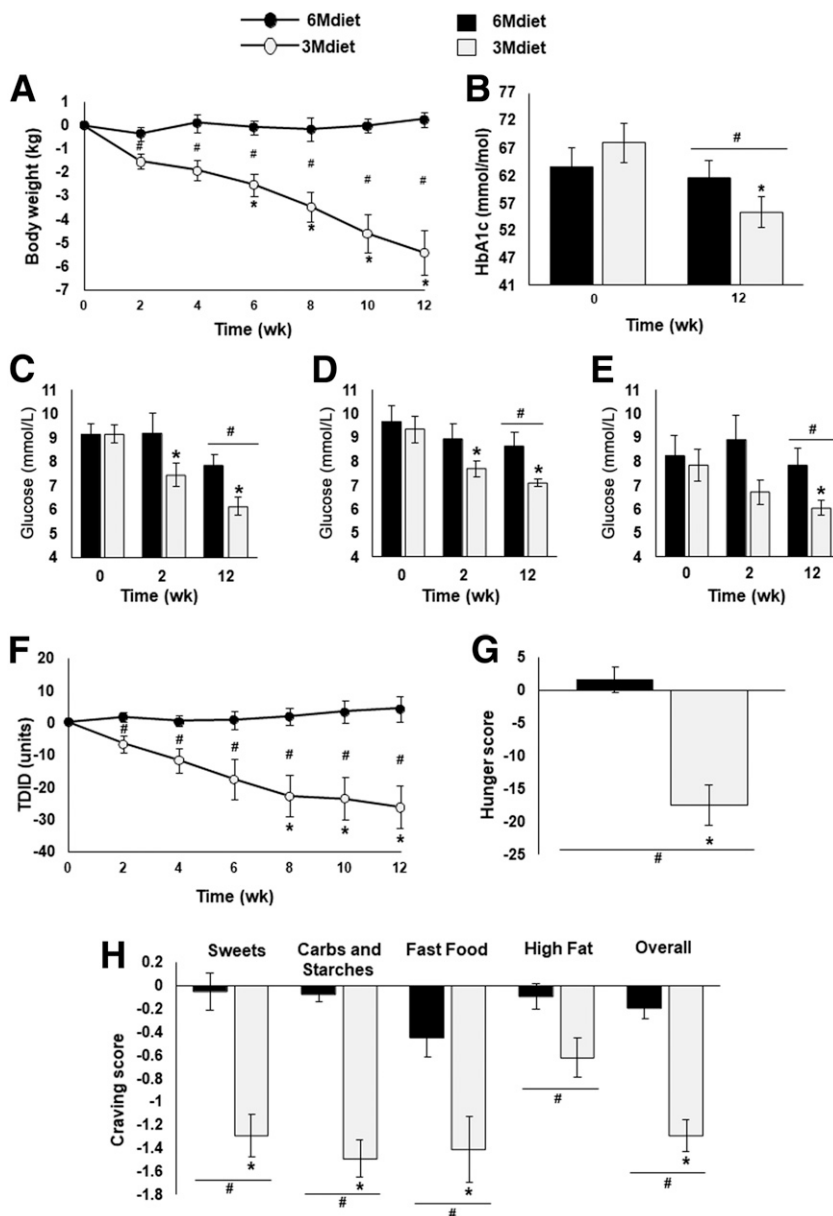 6Mdiet 6Mdiet
3Mdiet 3Mdiet
A
Body weight (kg)
1
0
-1
-2
-3
-4
-5
-6
-7
# # # # # #
* * * *
0 2 4 6 8 10 12
Time (wk)
B
HbA1c (mmol/mol)
77
72
67
62
57
52
47
41
#
*
0 12
Time (wk)
C
Glucose (mmol/L)
11
10
9
8
7
6
5
4
#
*
*
0 2 12
Time (wk)
D
Glucose (mmol/L)
11
10
9
8
7
6
5
4
#
*
*
0 2 12
Time (wk)
E
Glucose (mmol/L)
11
10
9
8
7
6
5
4
#
*
0 2 12
Time (wk)
F
TDID (units)
20
10
0
-10
-20
-30
-40
# # # # # #
* * *
0 2 4 6 8 10 12
Time (wk)
G
Hunger score
5
0
-5
-10
-15
-20
-25
*
#
H
Sweets Carbs and Starches Fast Food High Fat Overall
Craving score
0.2
0
-0.2
-0.4
-0.6
-0.8
-1
-1.2
-1.4
-1.6
-1.8
* * * *
# # # # #